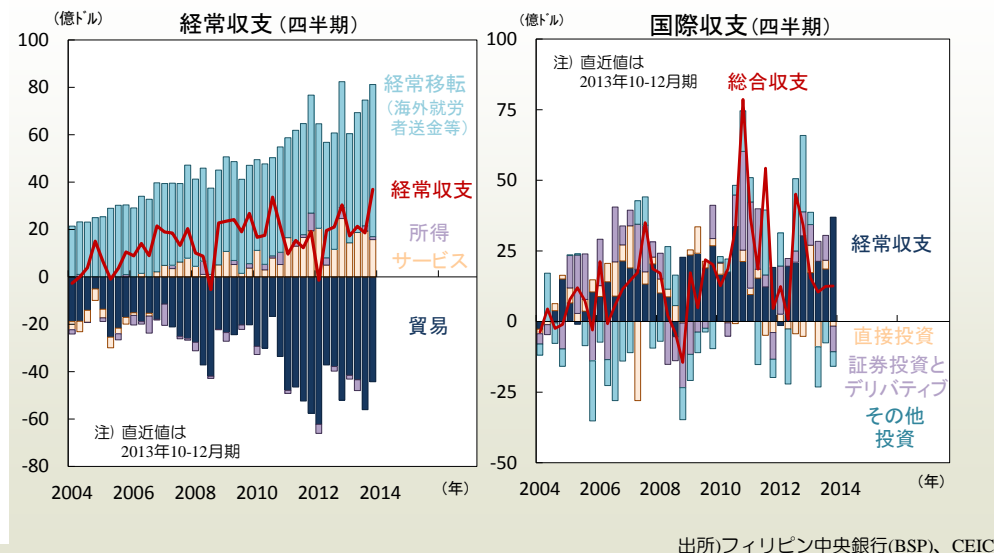 経常収支(四半期)
(億ドル)
100
80
60
40
20
0
-20
-40
-60
-80
経常移転
(海外就労
者送金等)
経常収支
所得
サービス
貿易
注) 直近値は
2013年10-12月期
2004 2006 2008 2010 2012 2014 (年)
国際収支(四半期)
(億ドル)
100
75
50
25
0
-25
-50
注) 直近値は
2013年10-12月期
総合収支
経常収支
直接投資
証券投資と
デリバティブ
その他
投資
2004 2006 2008 2010 2012 2014 (年)
出所)フィリピン中央銀行(BSP)、CEIC